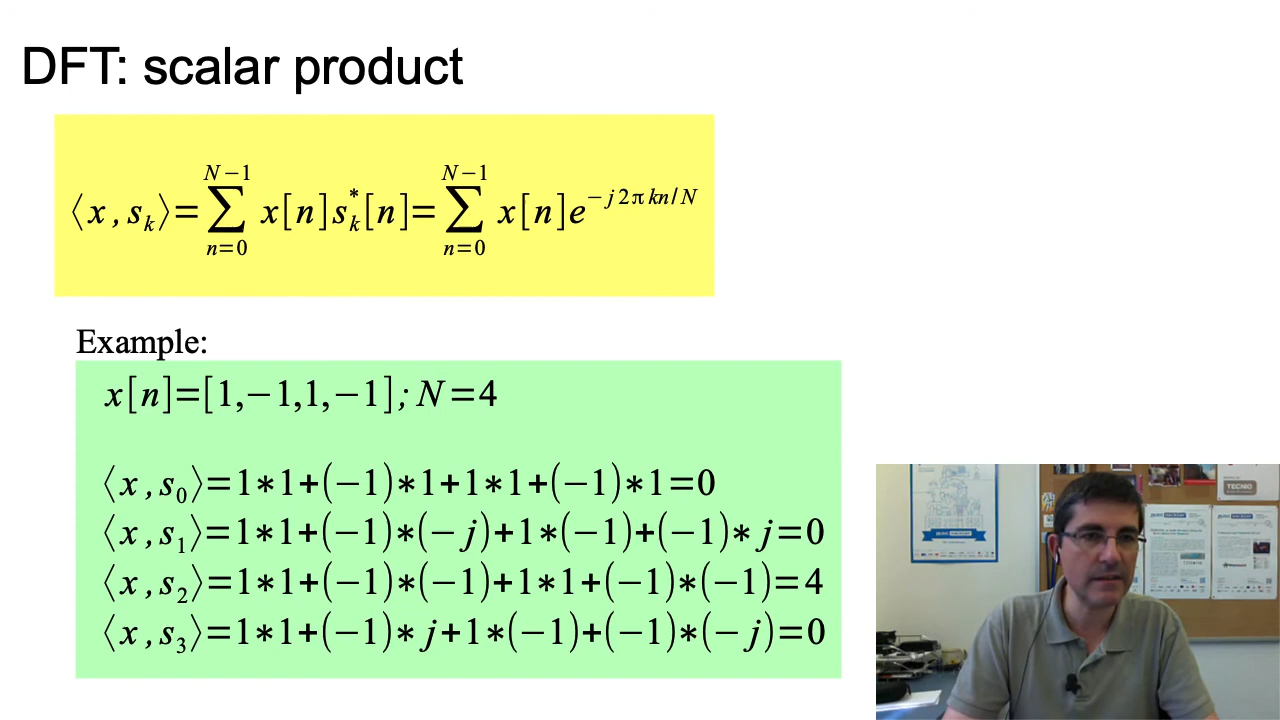 DFT: scalar product
⟨x, s_k⟩=∑_{n=0}^{N−1} x[n]s_k^*[n]=∑_{n=0}^{N−1} x[n]e^{−j2πkn/N}
Example:
x[n]=[1,−1,1,−1]; N=4
⟨x, s_0⟩=1∗1+(−1)∗1+1∗1+(−1)∗1=0
⟨x, s_1⟩=1∗1+(−1)∗(−j)+1∗(−1)+(−1)∗j=0
⟨x, s_2⟩=1∗1+(−1)∗(−1)+1∗1+(−1)∗(−1)=4
⟨x, s_3⟩=1∗1+(−1)∗j+1∗(−1)+(−1)∗(−j)=0
TECNIO